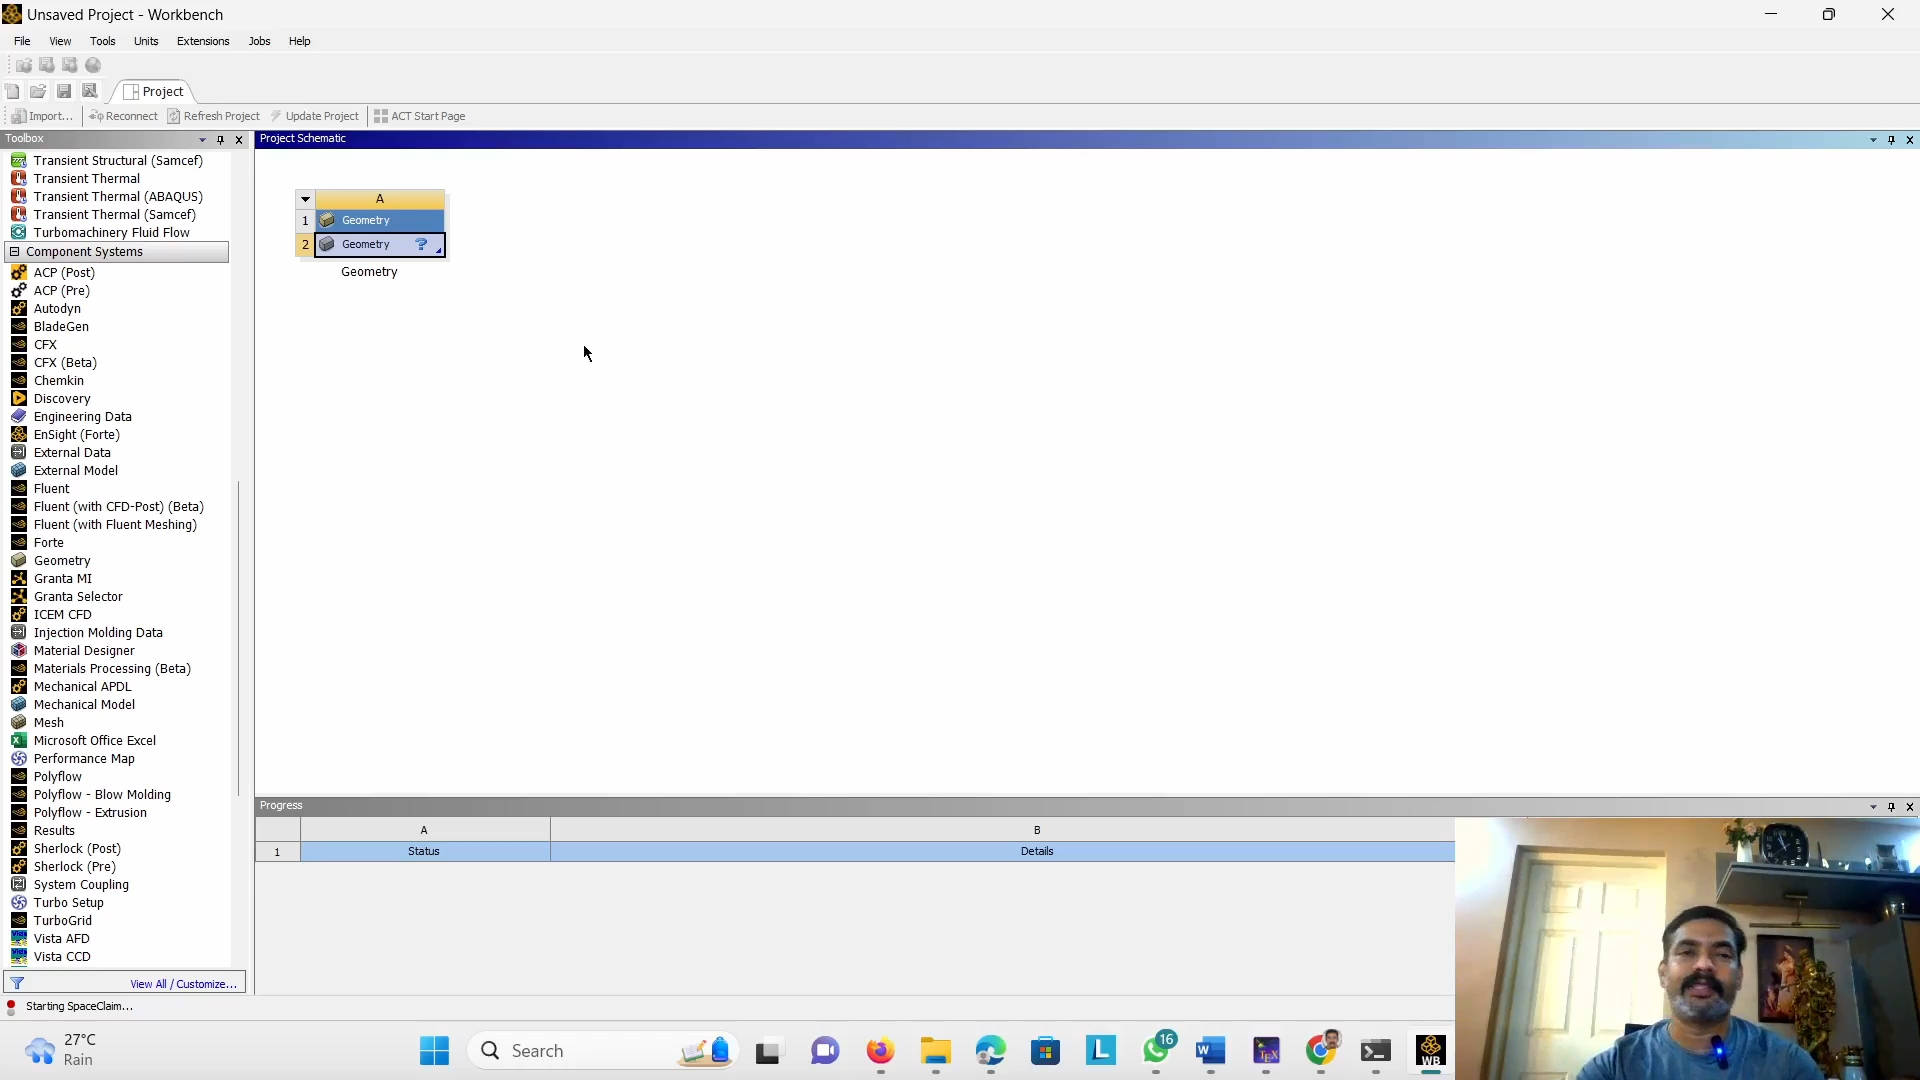 Unsaved Project - Workbench
File View Tools Units Extensions Jobs Help
Project
Import... Reconnect Refresh Project Update Project ACT Start Page
Toolbox
Transient Structural (Samcef)
Transient Thermal
Transient Thermal (ABAQUS)
Transient Thermal (Samcef)
Turbomachinery Fluid Flow
Component Systems
ACP (Post)
ACP (Pre)
Autodyn
BladeGen
CFX
CFX (Beta)
Chemkin
Discovery
Engineering Data
EnSight (Forte)
External Data
External Model
Fluent
Fluent (with CFD-Post) (Beta)
Fluent (with Fluent Meshing)
Forte
Geometry
Granta MI
Granta Selector
ICEM CFD
Injection Molding Data
Material Designer
Materials Processing (Beta)
Mechanical APDL
Mechanical Model
Mesh
Microsoft Office Excel
Performance Map
Polyflow
Polyflow - Blow Molding
Polyflow - Extrusion
Results
Sherlock (Post)
Sherlock (Pre)
System Coupling
Turbo Setup
TurboGrid
Vista AFD
Vista CCD
View All / Customize...
Project Schematic
A
1 Geometry
2 Geometry ?
Geometry
Progress
A B
1 Status Details
Starting SpaceClaim...
27°C
Rain
Search
L
16
W
TEX
WB